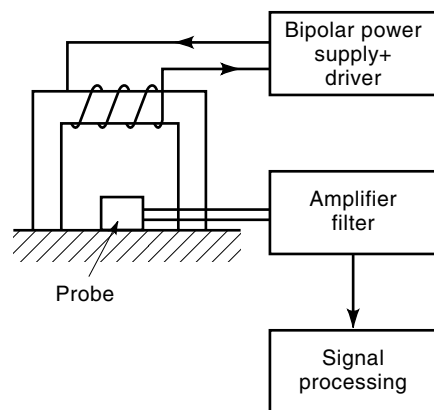 Bipolar power
supply+
driver
Amplifier
filter
Probe
Signal
processing